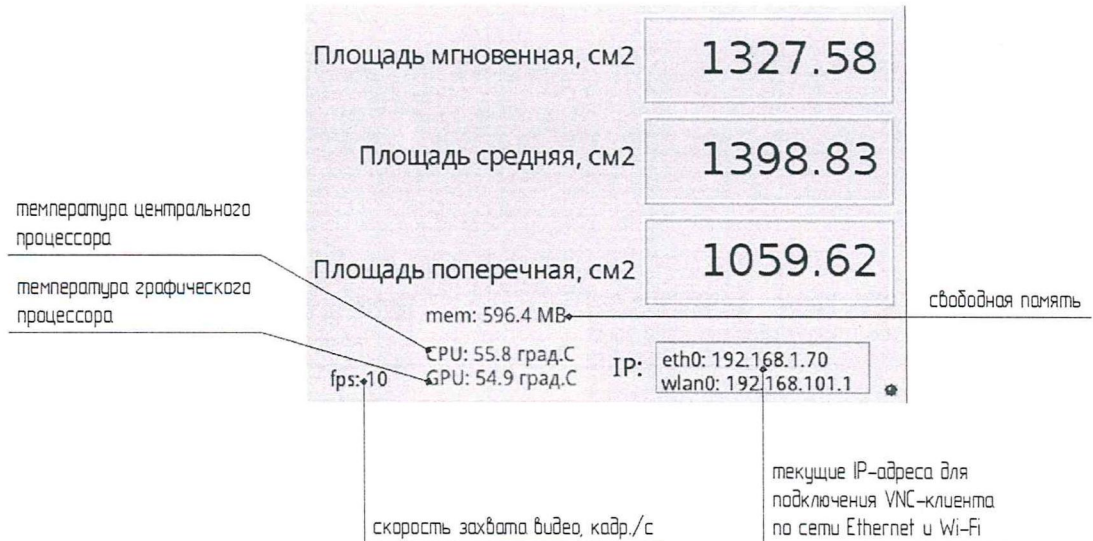 Площадь мгновенная, см2 1327.58
Площадь средняя, см2 1398.83
температура центрального
процессора
Площадь поперечная, см2 1059.62
температура графического
процессора
свободная память
mem: 596.4 MB
CPU: 55.8 град.С
fps: 10 GPU: 54.9 град.С
IP: eth0: 192.168.1.70
wlan0: 192.168.101.1
текущие IP-адреса для
подключения VNC-клиента
по сети Ethernet и Wi-Fi
скорость захвата видео, кадр./с